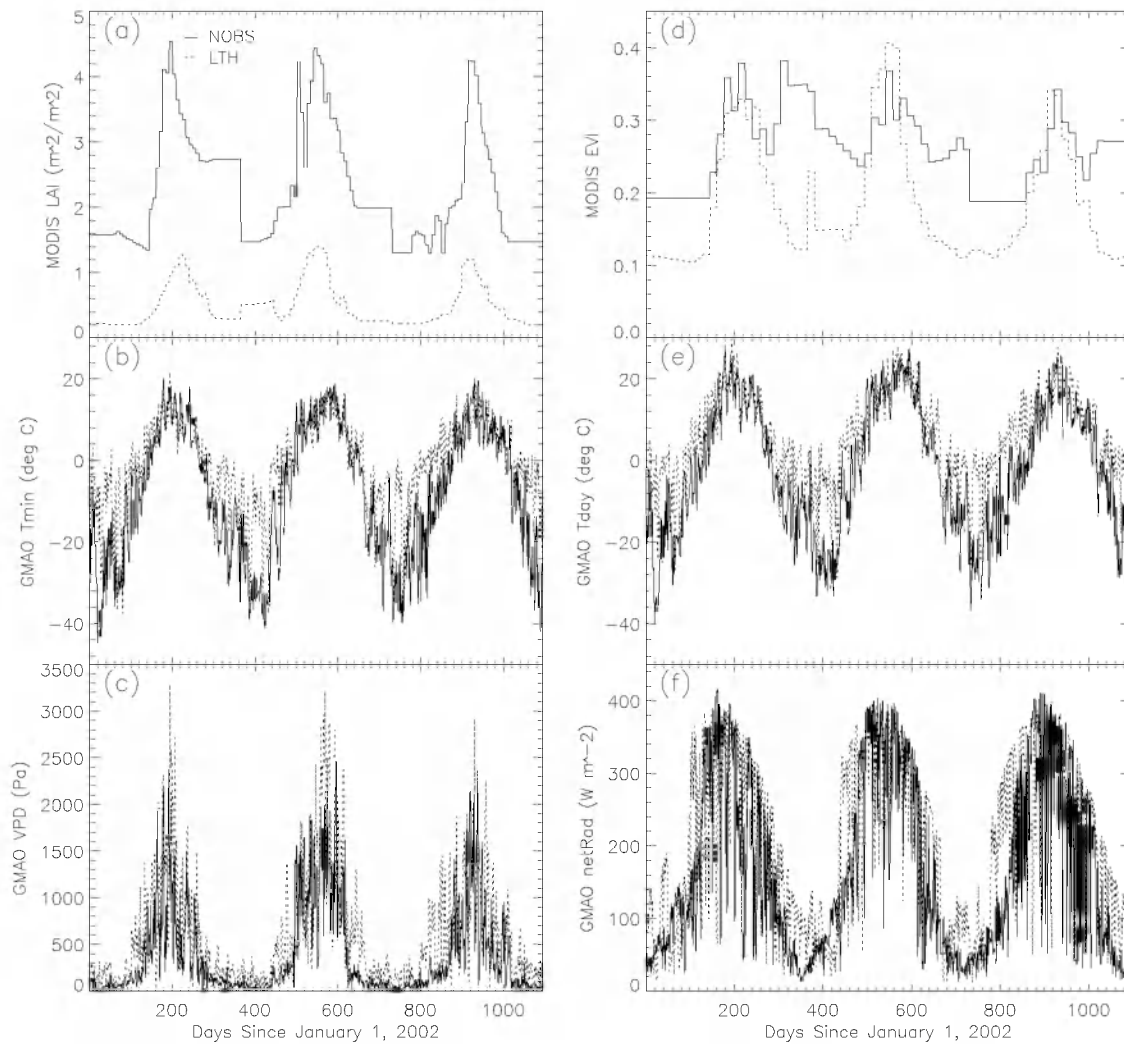 (a)
NOBS
LTH
MODIS LAI (m^2/m^2)
5
4
3
2
1
0
(d)
MODIS EVI
0.4
0.3
0.2
0.1
0.0
(b)
GMAO Tmin (deg C)
20
0
-20
-40
(e)
GMAO Tday (deg C)
20
0
-20
-40
(c)
GMAO VPD (Pa)
3500
3000
2500
2000
1500
1000
500
0
200 400 600 800 1000
Days Since January 1, 2002
(f)
GMAO netRad (W m-2)
400
300
200
100
0
200 400 600 800 1000
Days Since January 1, 2002